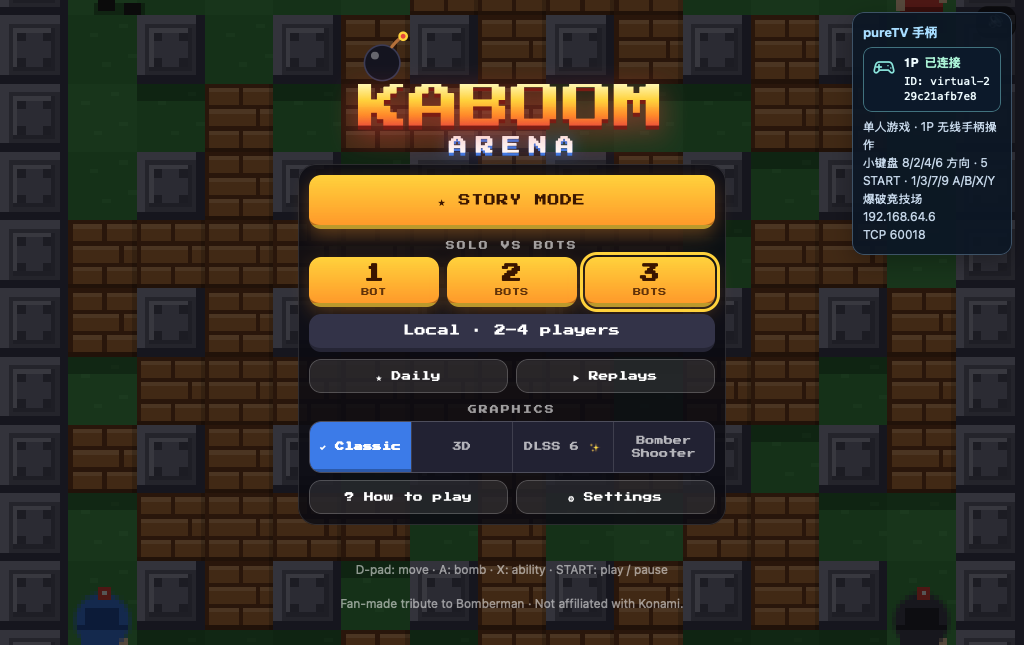 KABOOM
ARENA
★ STORY MODE
SOLO VS BOTS
1
BOT
2
BOTS
3
BOTS
Local · 2–4 players
★ Daily
▶ Replays
GRAPHICS
✓ Classic
3D
DLSS 6 ✨
Bomber
Shooter
? How to play
⚙ Settings
D-pad: move · A: bomb · X: ability · START: play / pause
Fan-made tribute to Bomberman · Not affiliated with Konami.
pureTV 手柄
1P 已连接
ID: virtual-2
29c21afb7e8
单人游戏 · 1P 无线手柄操
作
小键盘 8/2/4/6 方向 · 5
START · 1/3/7/9 A/B/X/Y
爆破竞技场
192.168.64.6
TCP 60018